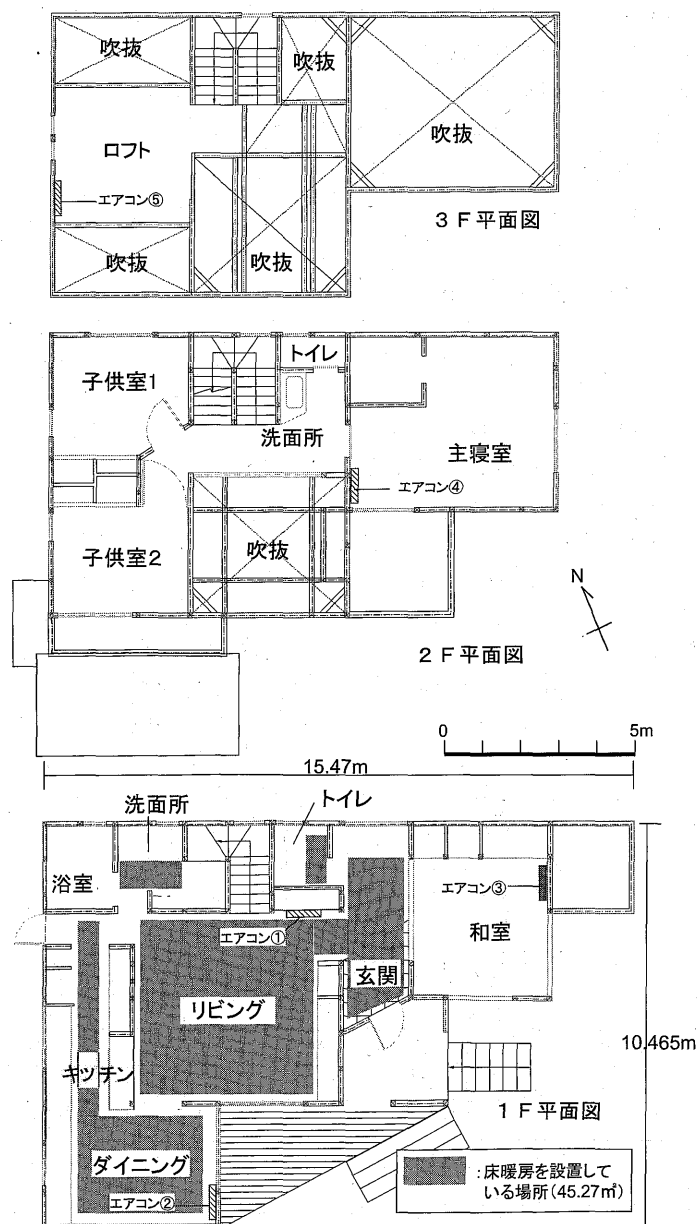 吹抜
吹抜
吹抜
ロフト
エアコン⑤
吹抜
吹抜
3F平面図
トイレ
子供室1
洗面所
主寝室
エアコン④
吹抜
子供室2
N
2F平面図
0 5m
15.47m
洗面所
トイレ
浴室
エアコン③
エアコン①
和室
玄関
リビング
10.465m
キッチン
1F平面図
ダイニング
エアコン②
:床暖房を設置して
いる場所(45.27㎡)